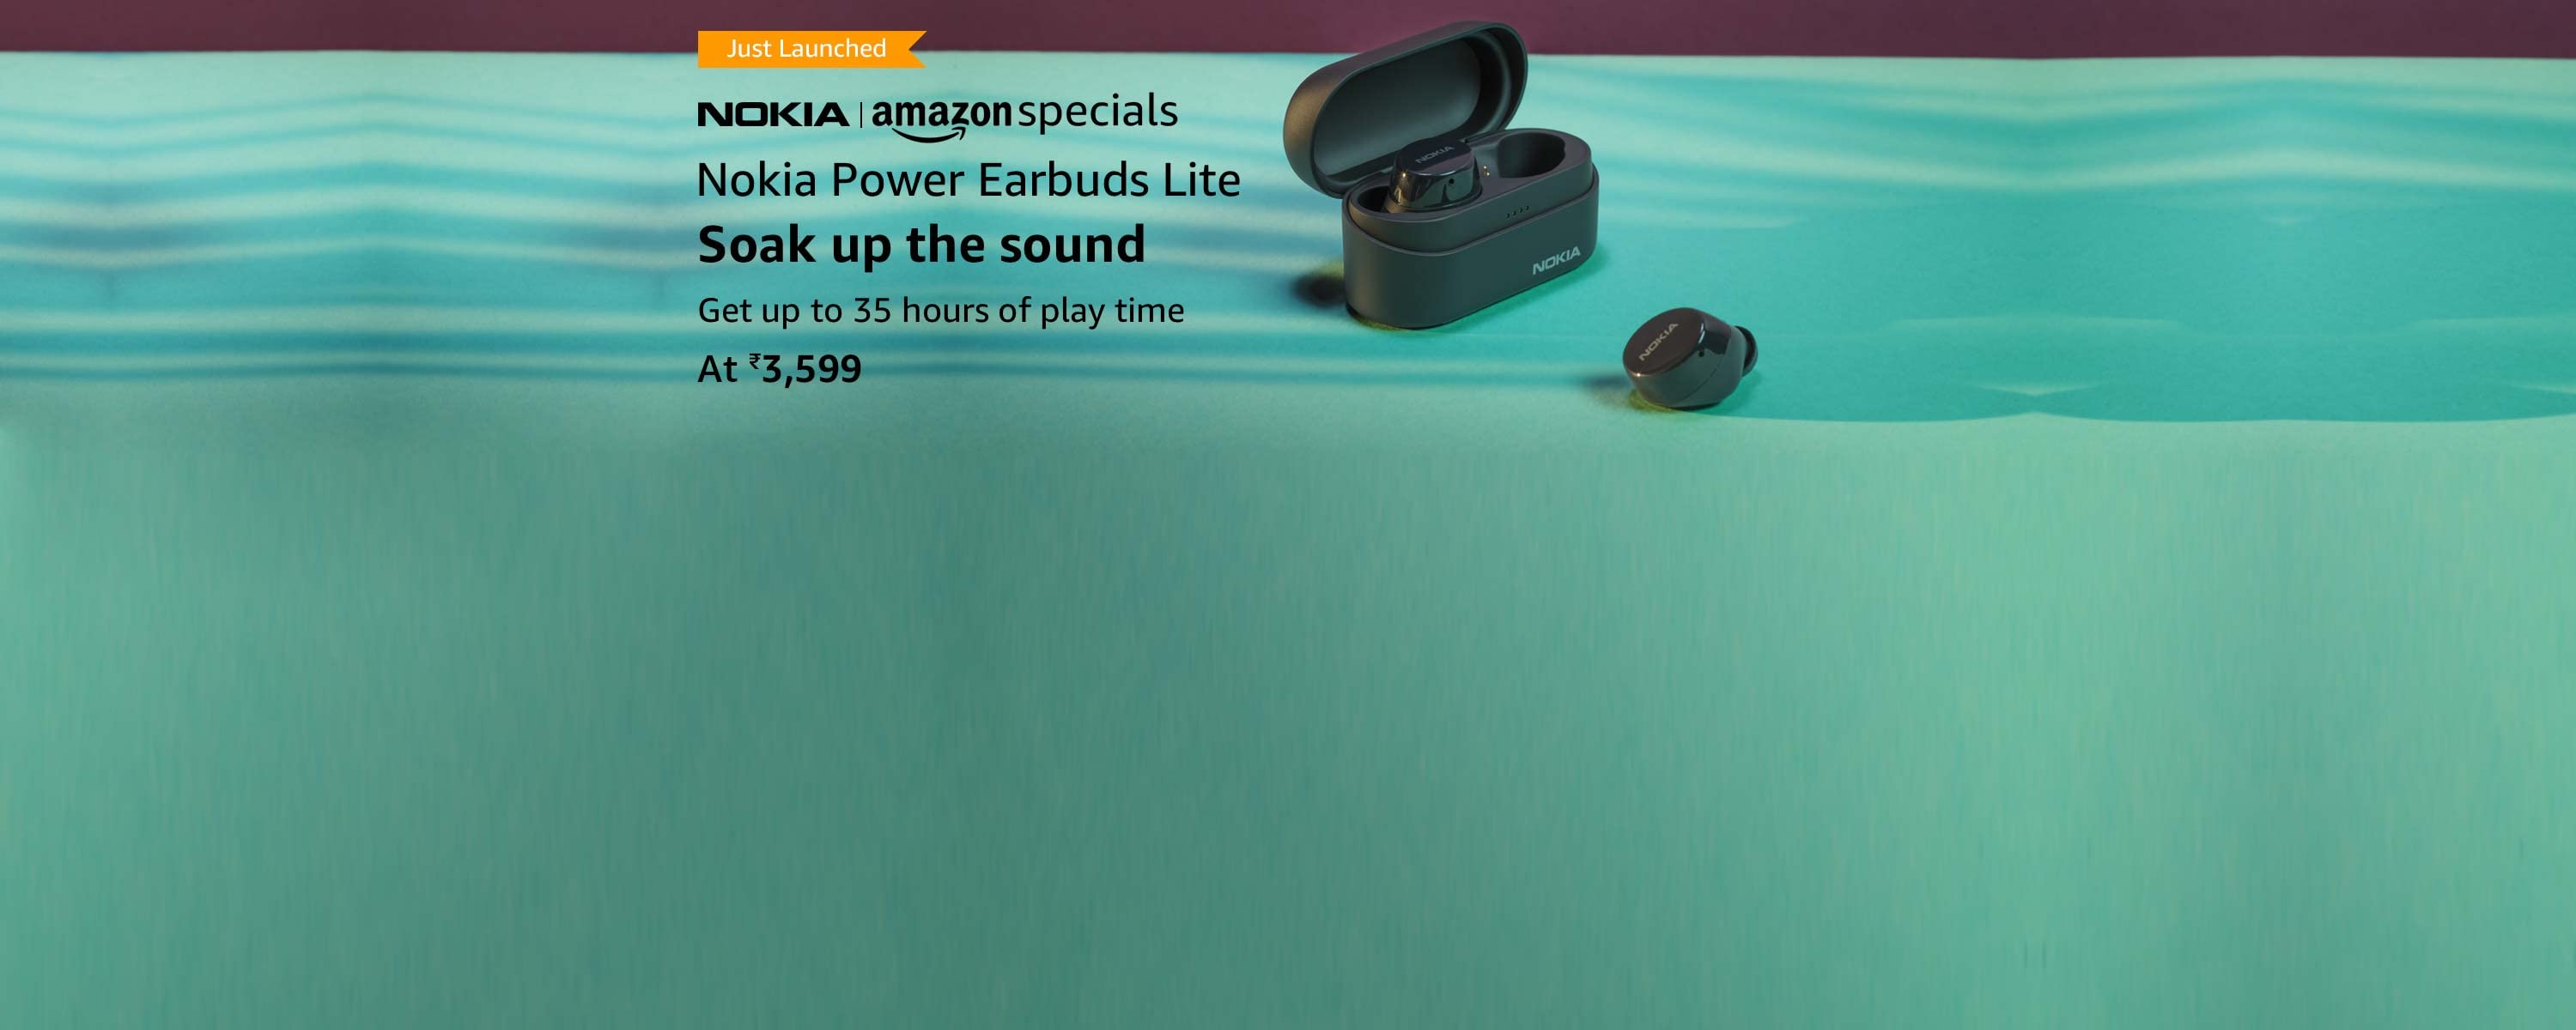 Just Launched
NOKIA | amazon specials
Nokia Power Earbuds Lite
Soak up the sound
Get up to 35 hours of play time
At ₹3,599
NOKIA
NOKIA
NOKIA